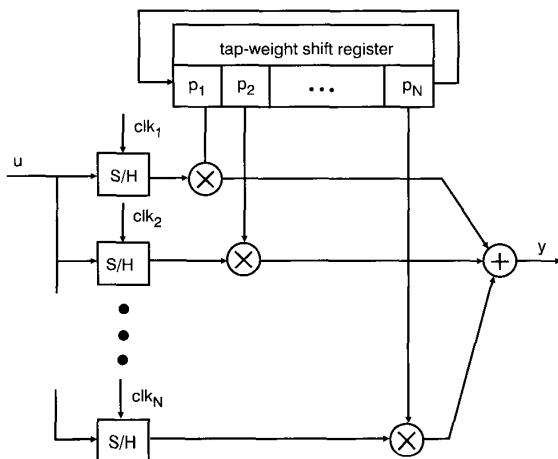 tap-weight shift register
p1 p2 ••• pN
clk1
u
S/H
clk2
S/H
clkN
S/H
y